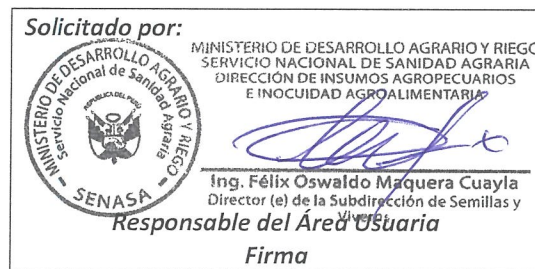 Solicitado por:
MINISTERIO DE DESARROLLO AGRARIO Y RIEGO
SERVICIO NACIONAL DE SANIDAD AGRARIA
DIRECCIÓN DE INSUMOS AGROPECUARIOS
E INOCUIDAD AGROALIMENTARIA
MINISTERIO DE DESARROLLO AGRARIO Y RIEGO
Servicio Nacional de Sanidad Agraria
REPUBLICA DEL PERU
SENASA
Ing. Félix Oswaldo Maquera Cuayla
Director (e) de la Subdirección de Semillas y
Viveros
Responsable del Área Usuaria
Firma